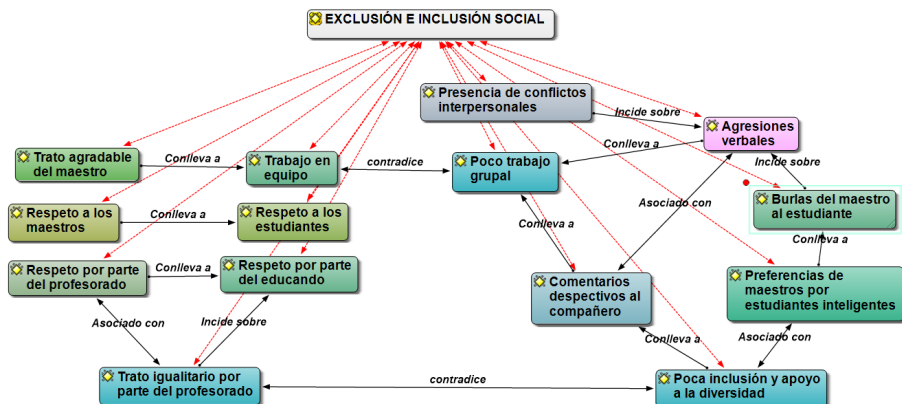 EXCLUSIÓN E INCLUSIÓN SOCIAL
Presencia de conflictos
interpersonales
Incide sobre
Agresiones
verbales
Conlleva a
Trato agradable
del maestro
Conlleva a
Trabajo en
equipo
contradice
Poco trabajo
grupal
Incide sobre
Burlas del maestro
al estudiante
Respeto a los
maestros
Conlleva a
Respeto a los
estudiantes
Asociado con
Conlleva a
Conlleva a
Respeto por parte
del profesorado
Conlleva a
Respeto por parte
del educando
Comentarios
despectivos al
compañero
Preferencias de
maestros por
estudiantes inteligentes
Asociado con
Incide sobre
Conlleva a
Asociado con
Trato igualitario por
parte del profesorado
contradice
Poca inclusión y apoyo
a la diversidad